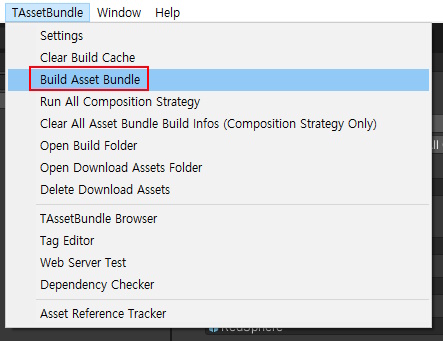 TAssetBundle Window Help
Settings
Clear Build Cache
Build Asset Bundle
Run All Composition Strategy
Clear All Asset Bundle Build Infos (Composition Strategy Only)
Open Build Folder
Open Download Assets Folder
Delete Download Assets
TAssetBundle Browser
Tag Editor
Web Server Test
Dependency Checker
Asset Reference Tracker